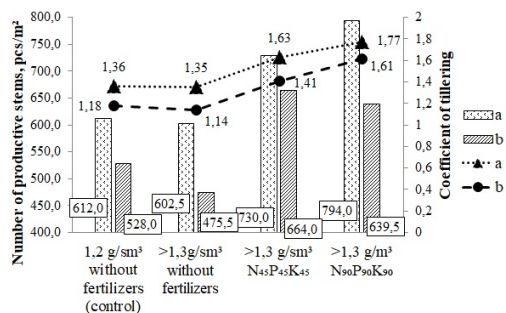 Number of productive stems, pcs/m²
800,0
750,0
700,0
650,0
600,0
550,0
500,0
450,0
400,0
1,36
1,35
1,63
1,77
1,18
1,14
1,41
1,61
612,0
528,0
602,5
475,5
730,0
664,0
794,0
639,5
2
1,8
1,6
1,4
1,2
1
0,8
0,6
0,4
0,2
0
Coefficient of tillering
a
b
a
b
1,2 g/sm³
without
fertilizers
(control)
>1,3g/sm³
without
fertilizers
>1,3 g/sm³
N₄₅P₄₅K₄₅
>1,3 g/m³
N₉₀P₉₀K₉₀